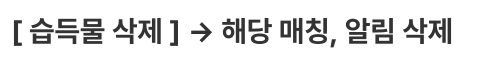 [ 습득물 삭제 ] → 해당 매칭, 알림 삭제